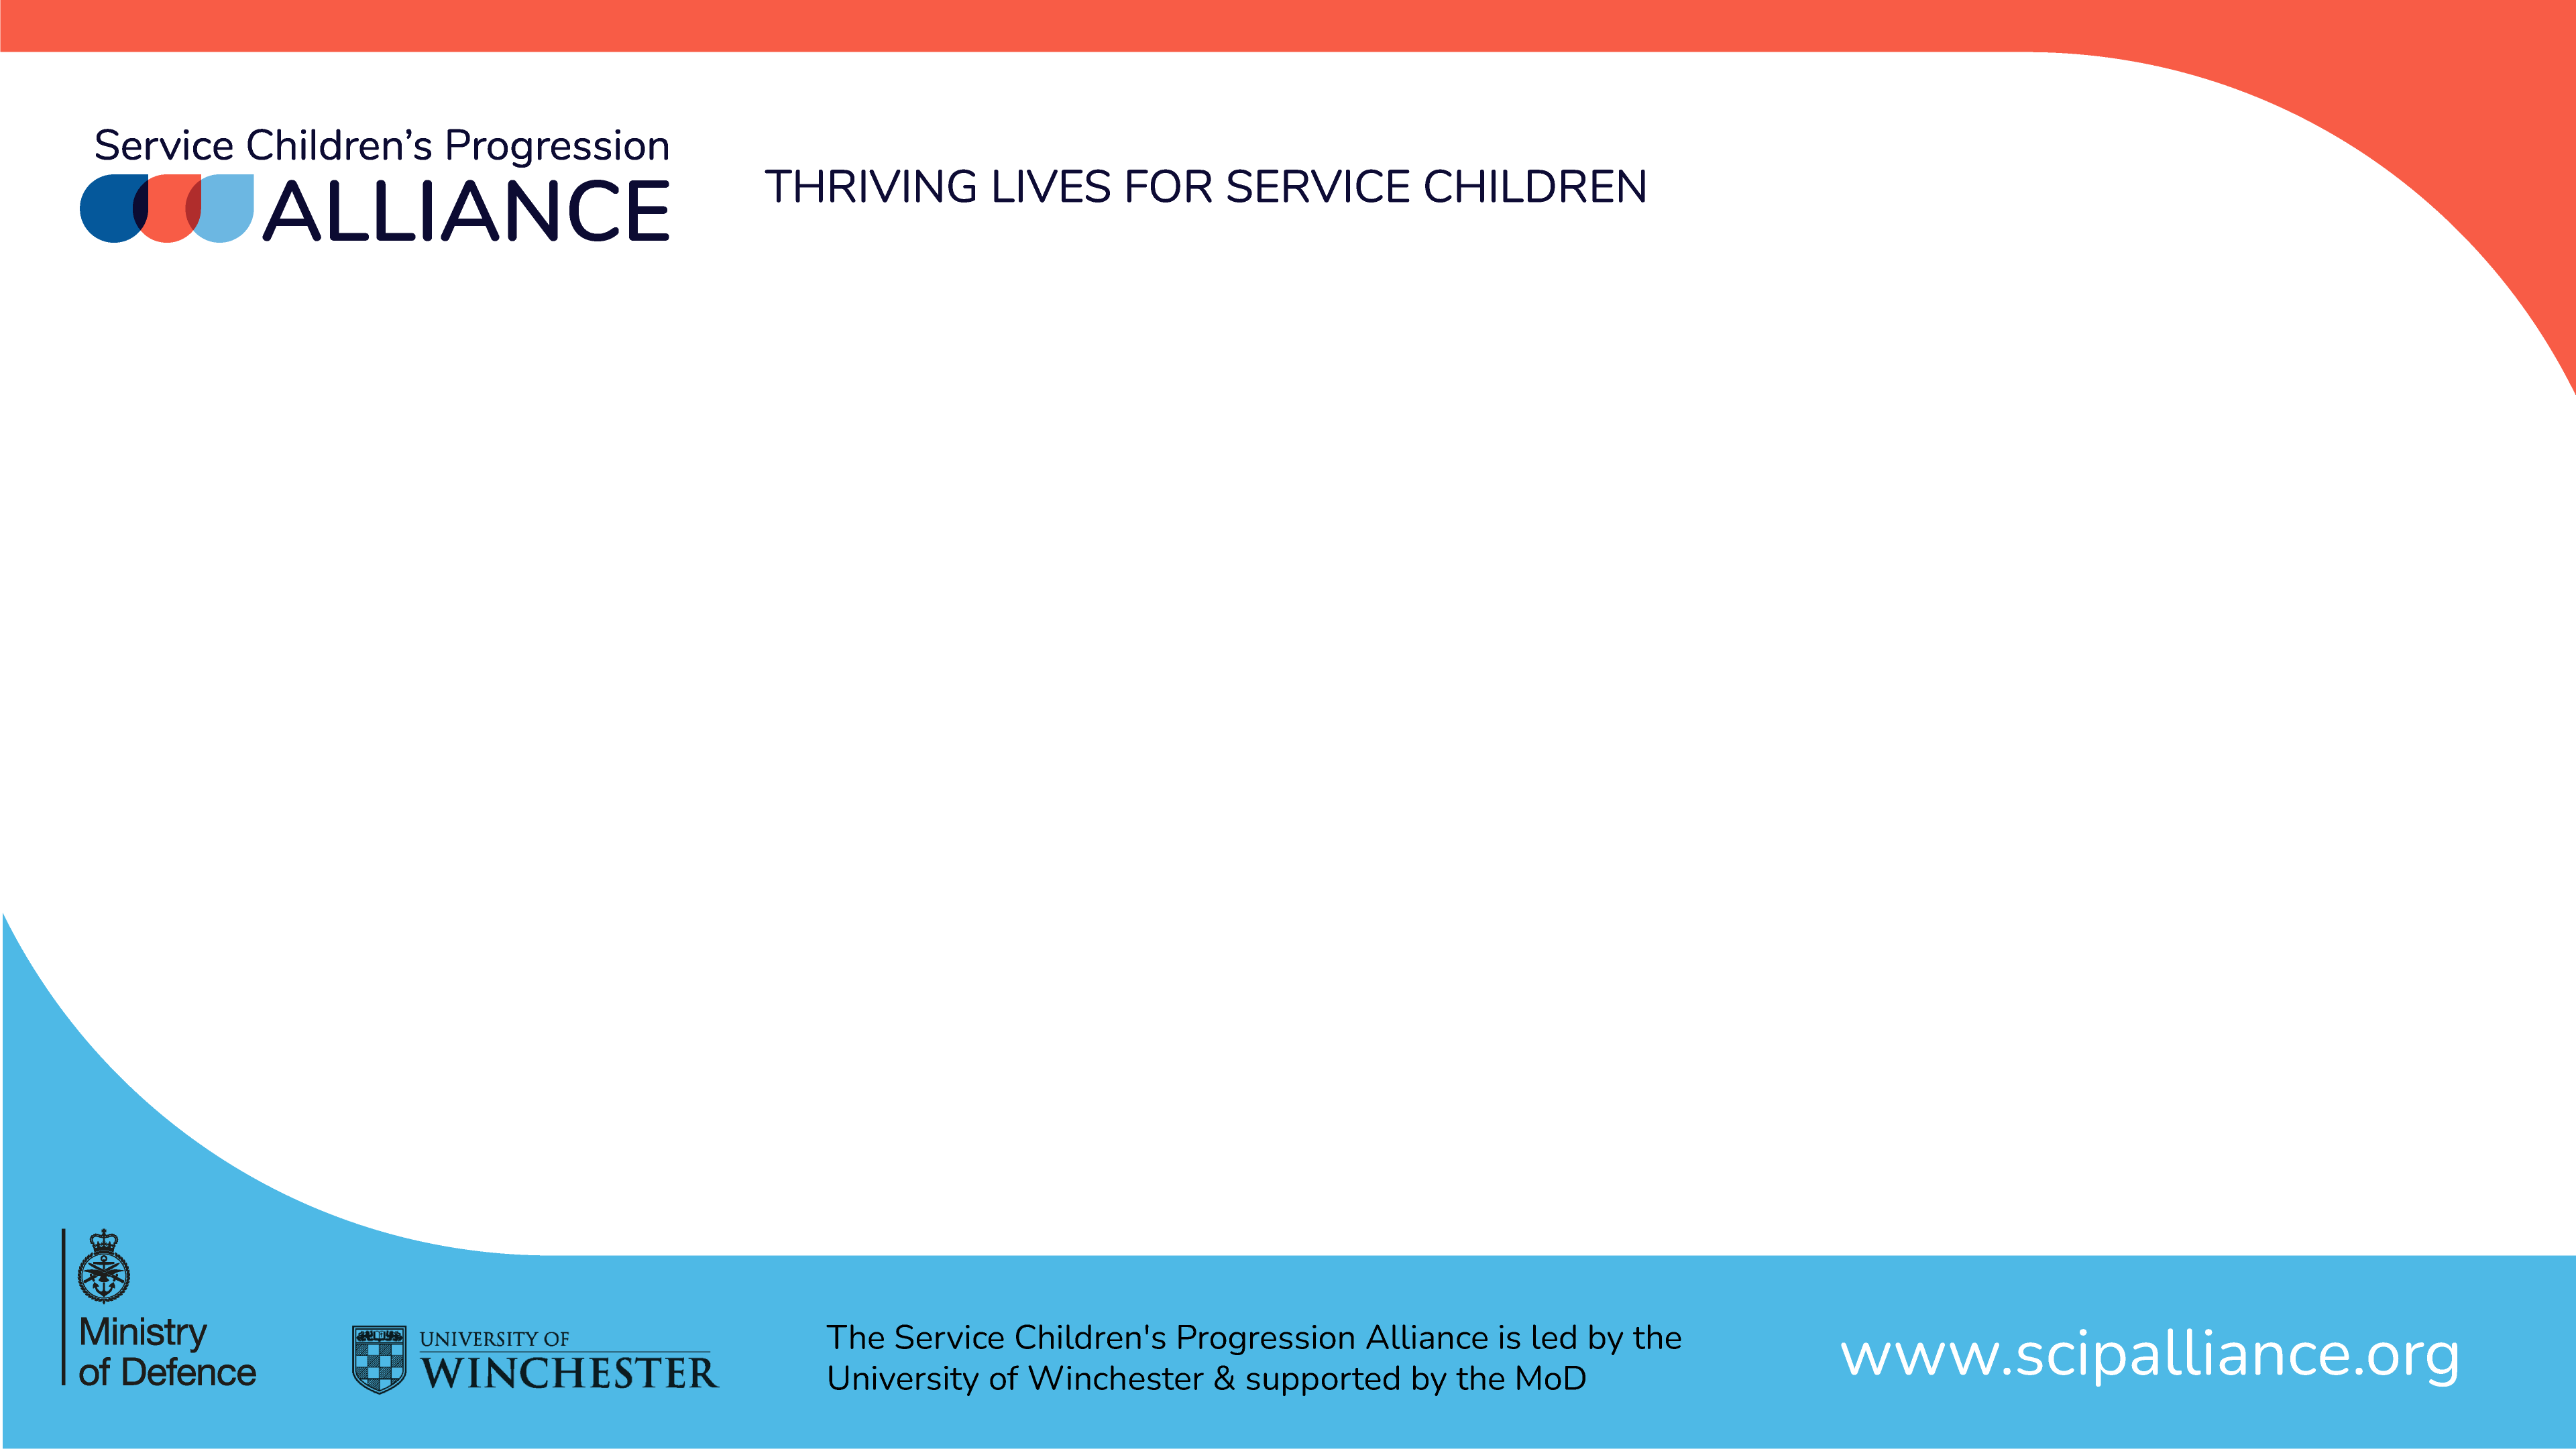 Service Children’s Progression
ALLIANCE
THRIVING LIVES FOR SERVICE CHILDREN
Ministry
of Defence
UNIVERSITY OF
WINCHESTER
The Service Children's Progression Alliance is led by the
University of Winchester & supported by the MoD
www.scipalliance.org